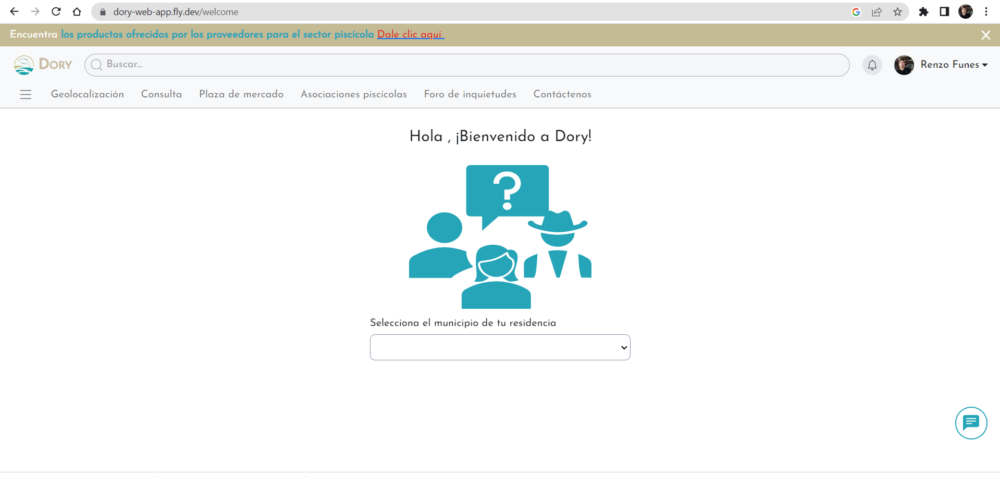 dory-web-app.fly.dev/welcome
Encuentra los productos ofrecidos por los proveedores para el sector piscícola Dale clic aquí
DORY
Buscar...
Renzo Funes
Geolocalización Consulta Plaza de mercado Asociaciones piscícolas Foro de inquietudes Contáctenos
Hola , ¡Bienvenido a Dory!
?
Selecciona el municipio de tu residencia